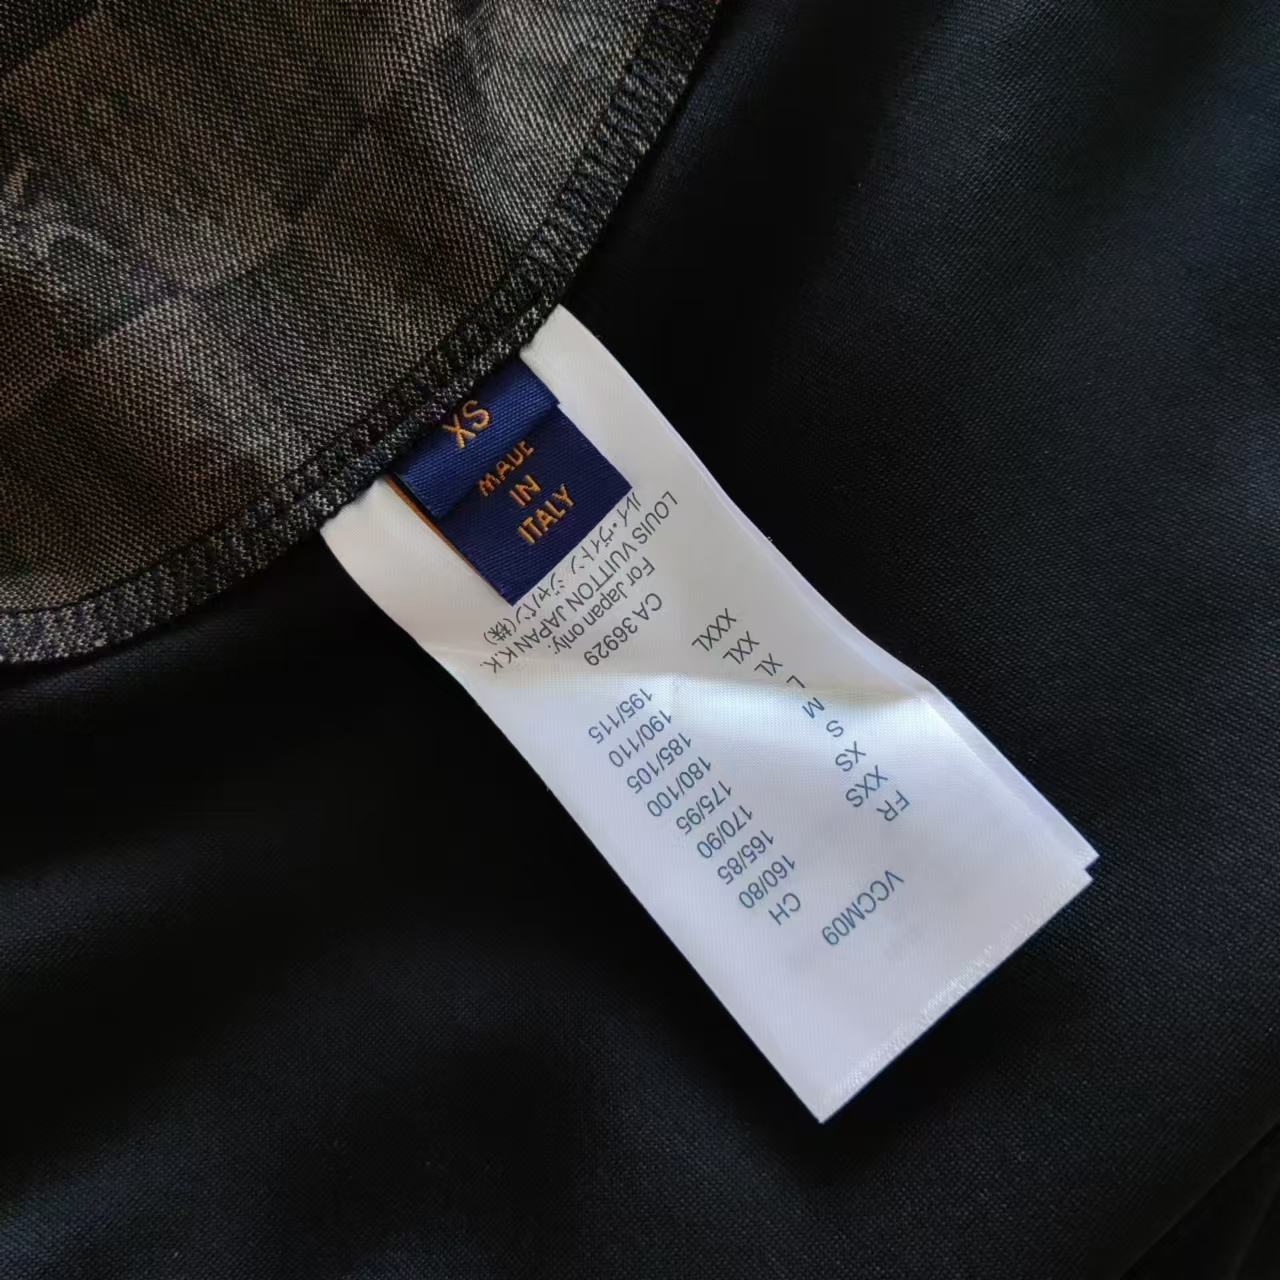 XS
MADE
IN
ITALY
VCCM09
FR CH
XXS 160/80
XS 165/85
S 170/90
M 175/95
L 180/100
XL 185/105
XXL 190/110
XXXL 195/115
CA 36929
For Japan only:
LOUIS VUITTON JAPAN K.K.
ルイ・ヴィトン ジャパン(株)